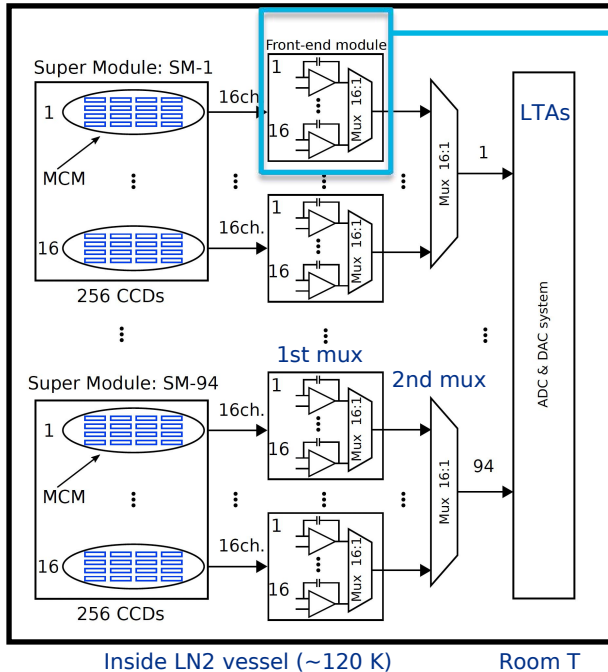 Front-end module
Super Module: SM-1
1
MCM
16
256 CCDs
16ch.
1
16
Mux 16:1
16ch.
1
16
Mux 16:1
Mux 16:1
1
LTAs
ADC & DAC system
1st mux
2nd mux
Super Module: SM-94
1
MCM
16
256 CCDs
16ch.
1
16
Mux 16:1
16ch.
1
16
Mux 16:1
Mux 16:1
94
Inside LN2 vessel (~120 K)
Room T